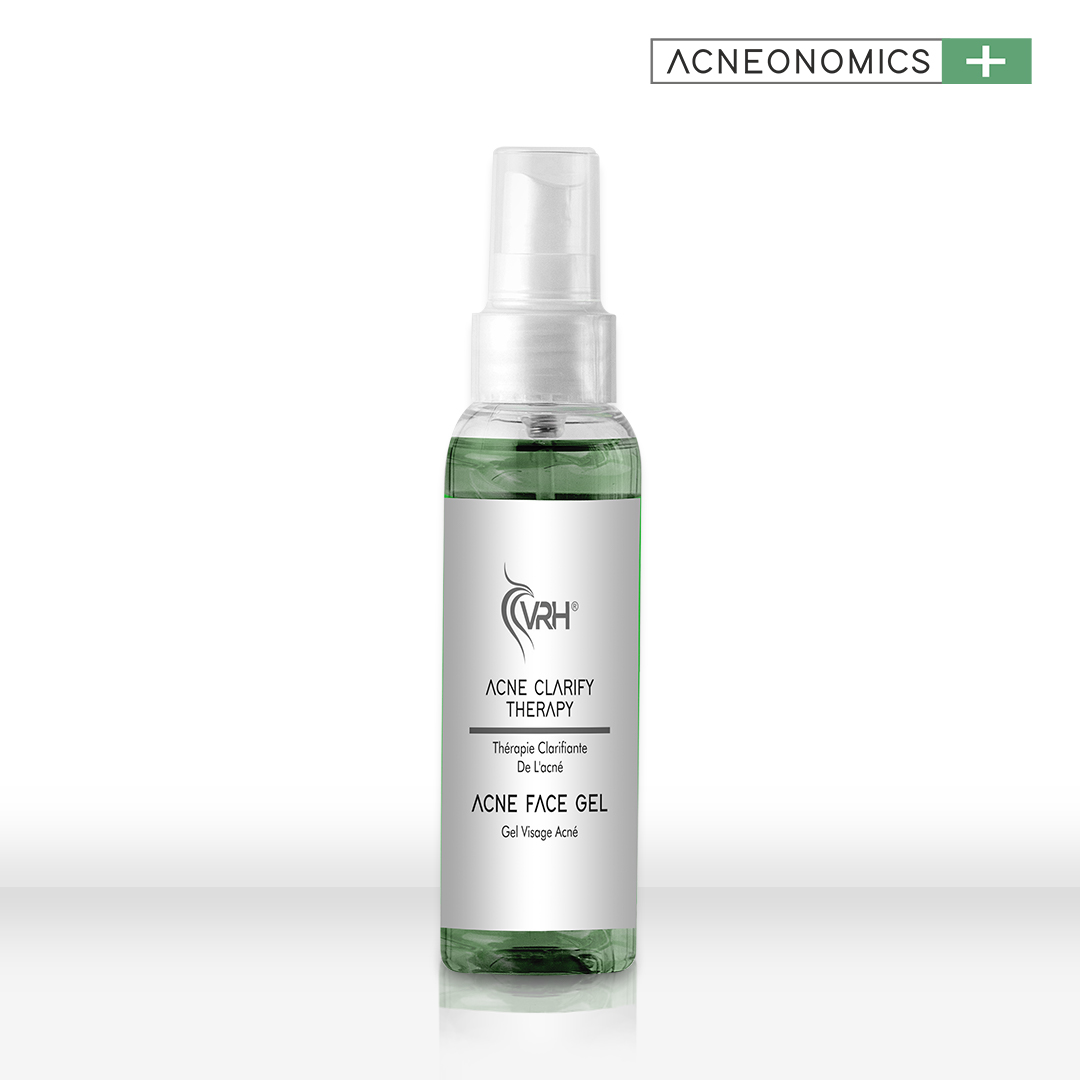 ACNEONOMICS +
VRH®
ACNE CLARIFY
THERAPY
Thérapie Clarifiante
De L'acné
ACNE FACE GEL
Gel Visage Acné